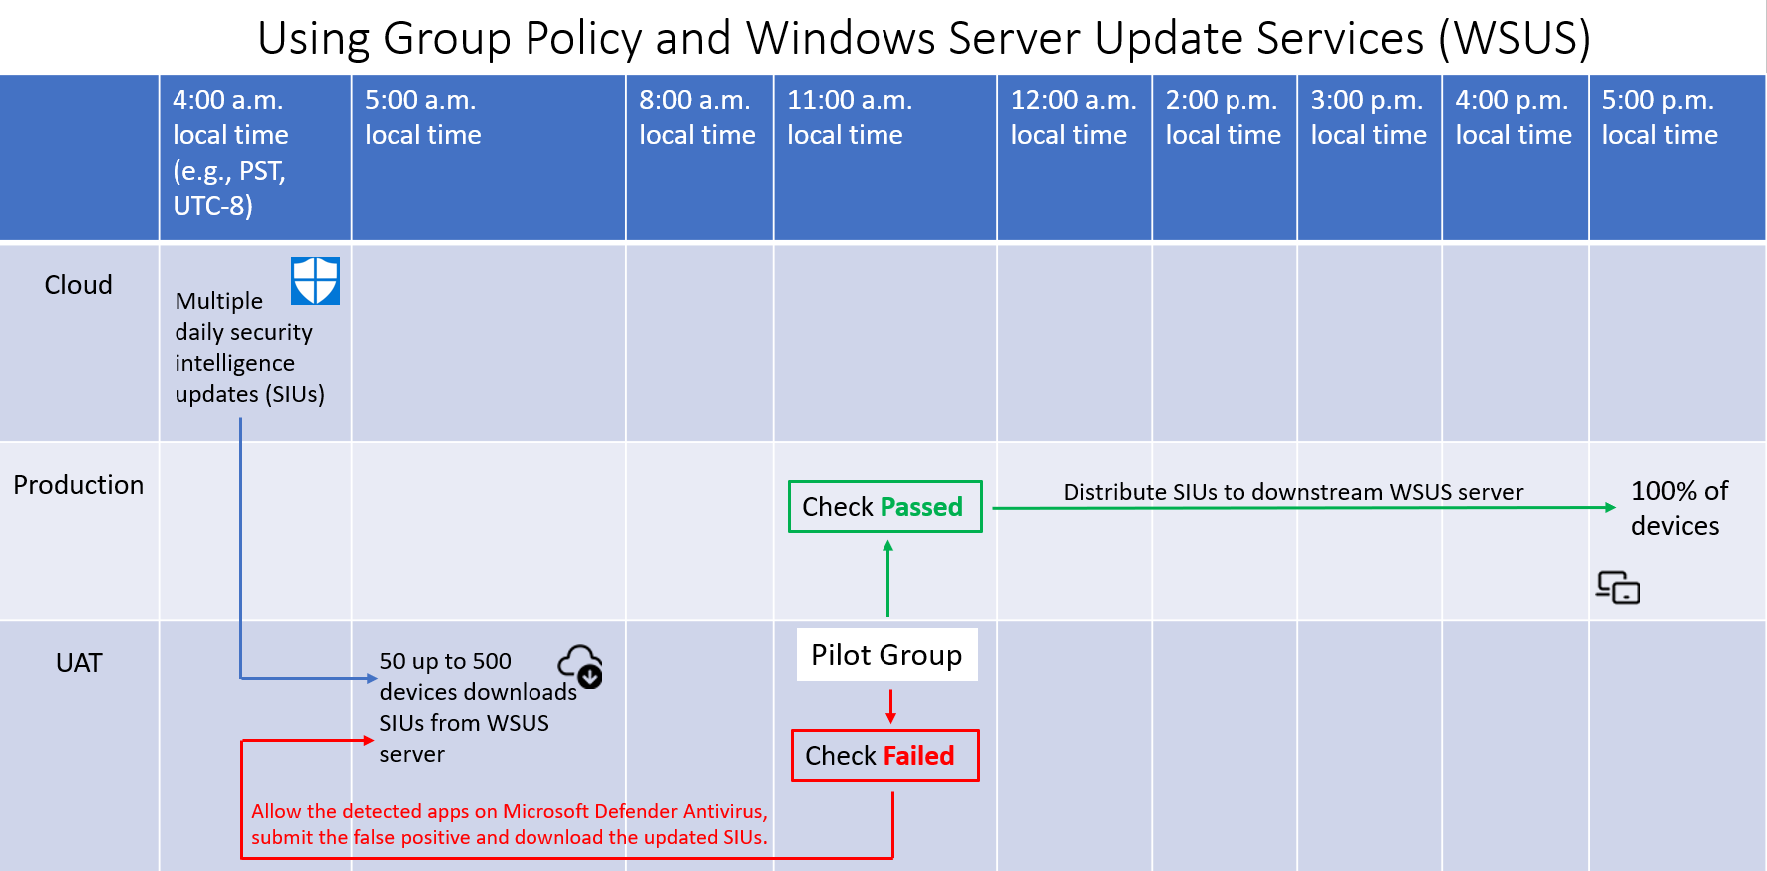 Using Group Policy and Windows Server Update Services (WSUS)
4:00 a.m.
local time
(e.g., PST,
UTC-8)
5:00 a.m.
local time
8:00 a.m.
local time
11:00 a.m.
local time
12:00 a.m.
local time
2:00 p.m.
local time
3:00 p.m.
local time
4:00 p.m.
local time
5:00 p.m.
local time
Cloud
Multiple
daily security
intelligence
updates (SIUs)
Production
Check Passed
Distribute SIUs to downstream WSUS server
100% of
devices
UAT
50 up to 500
devices downloads
SIUs from WSUS
server
Pilot Group
Check Failed
Allow the detected apps on Microsoft Defender Antivirus,
submit the false positive and download the updated SIUs.